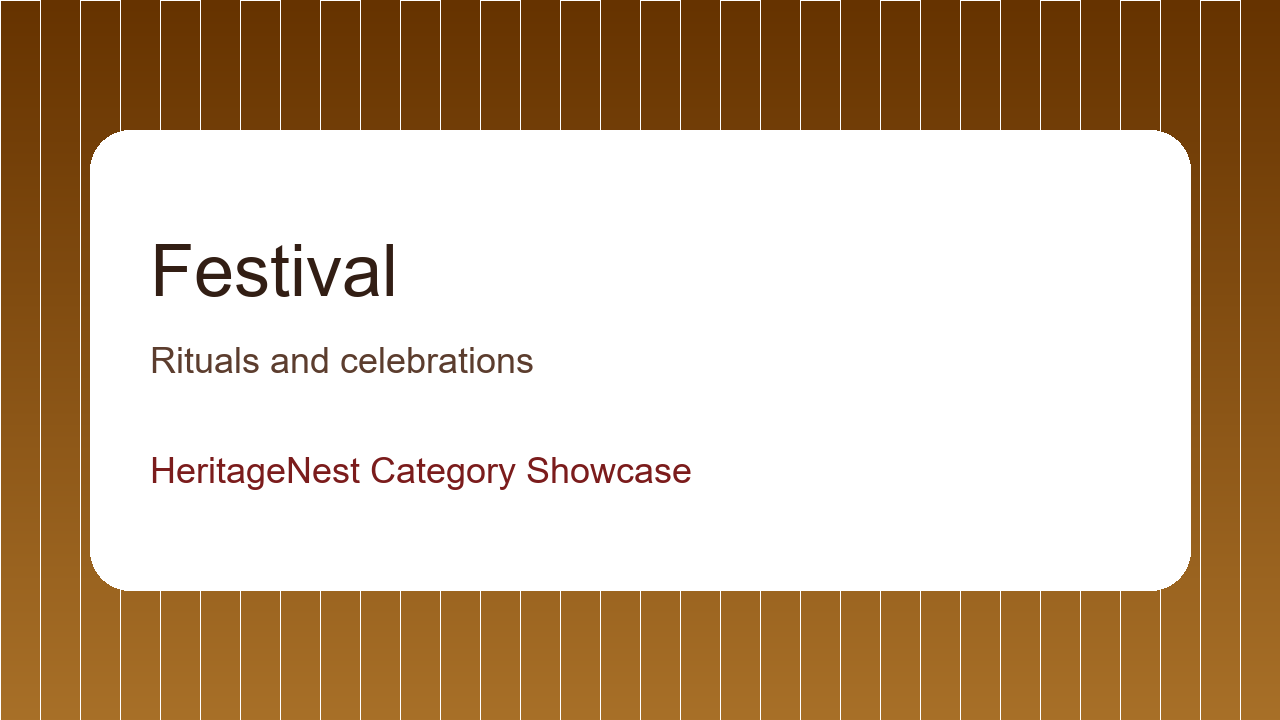 Festival
Rituals and celebrations
HeritageNest Category Showcase